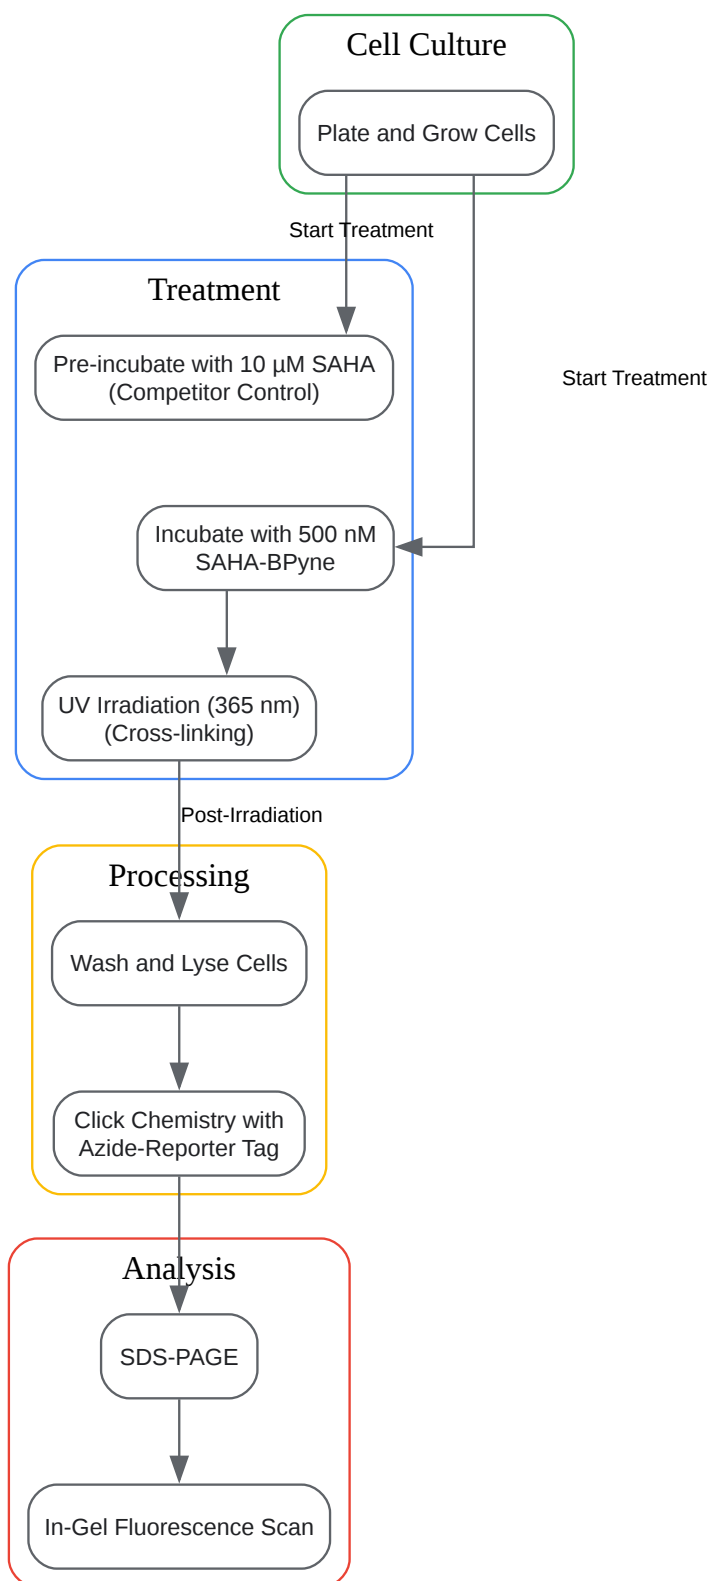 Cell Culture
Plate and Grow Cells
Start Treatment
Treatment
Pre-incubate with 10 µM SAHA
(Competitor Control)
Start Treatment
Incubate with 500 nM
SAHA-BPyne
UV Irradiation (365 nm)
(Cross-linking)
Post-Irradiation
Processing
Wash and Lyse Cells
Click Chemistry with
Azide-Reporter Tag
Analysis
SDS-PAGE
In-Gel Fluorescence Scan